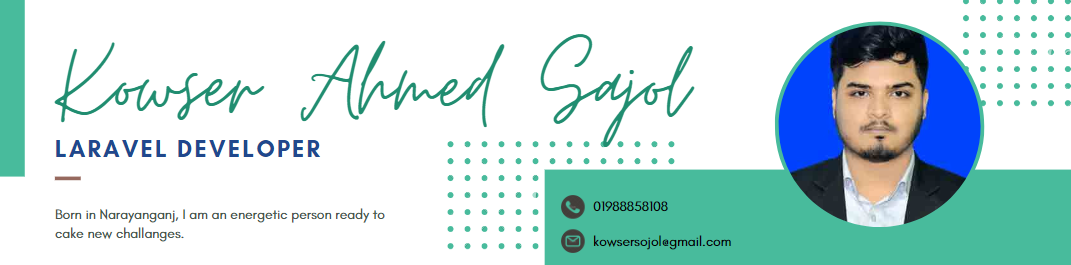 Kowser Ahmed Sajol
LARAVEL DEVELOPER
Born in Narayanganj, I am an energetic person ready to
cake new challanges.
01988858108
kowsersojol@gmail.com